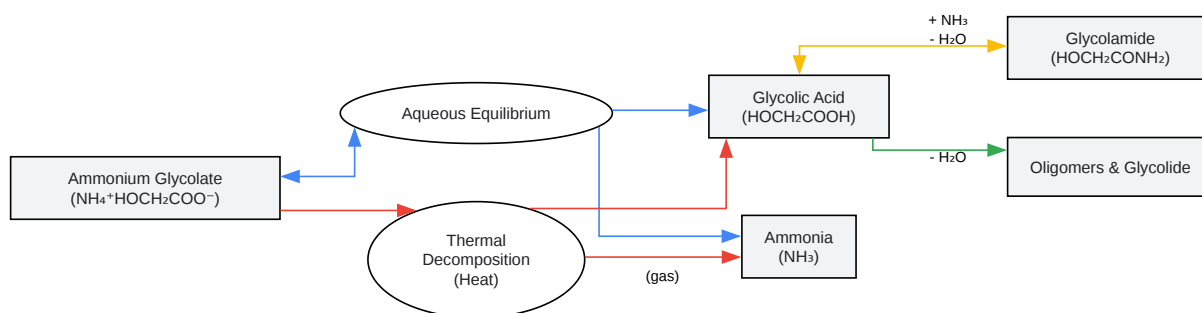 + NH₃
- H₂O
Glycolamide
(HOCH₂CONH₂)
Aqueous Equilibrium
Glycolic Acid
(HOCH₂COOH)
- H₂O
Oligomers & Glycolide
Ammonium Glycolate
(NH₄⁺HOCH₂COO⁻)
Thermal
Decomposition
(Heat)
(gas)
Ammonia
(NH₃)